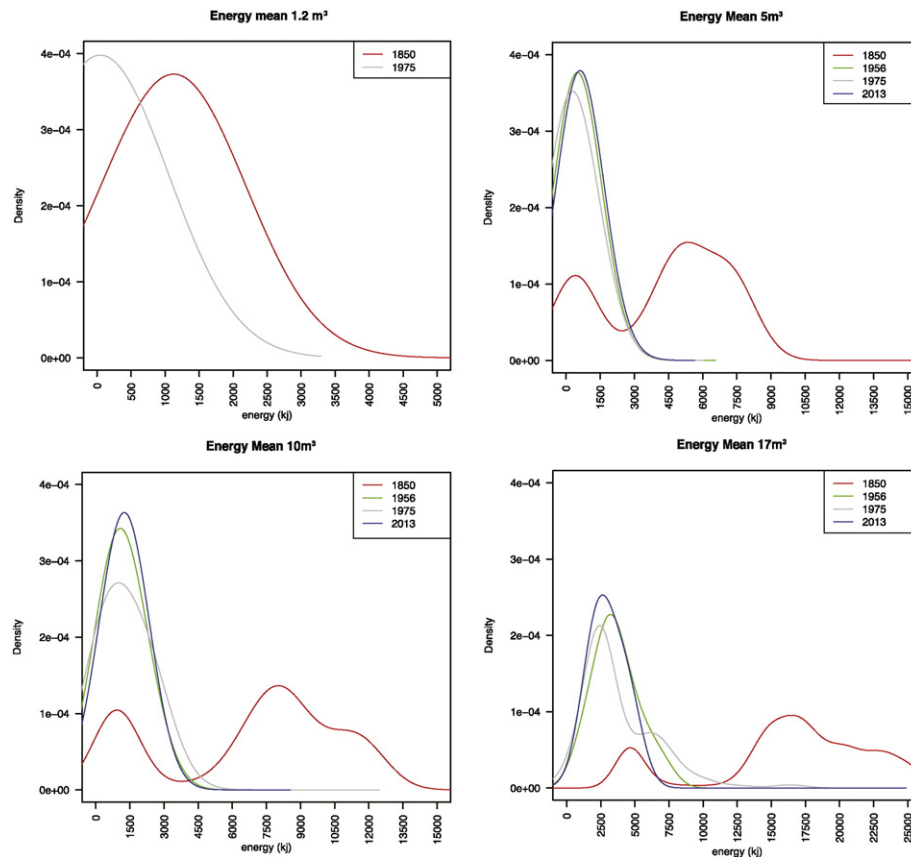 Energy mean 1.2 m³
1850
1975
Density
4e-04
3e-04
2e-04
1e-04
0e+00
0
500
1000
1500
2000
2500
3000
3500
4000
4500
5000
energy (kj)
Energy Mean 5m³
1850
1956
1975
2013
Density
4e-04
3e-04
2e-04
1e-04
0e+00
0
1500
3000
4500
6000
7500
9000
10500
12000
13500
15000
energy (kj)
Energy Mean 10m³
1850
1956
1975
2013
Density
4e-04
3e-04
2e-04
1e-04
0e+00
0
1500
3000
4500
6000
7500
9000
10500
12000
13500
15000
energy (kj)
Energy Mean 17m³
1850
1956
1975
2013
Density
4e-04
3e-04
2e-04
1e-04
0e+00
0
2500
5000
7500
10000
12500
15000
17500
20000
22500
25000
energy (kj)